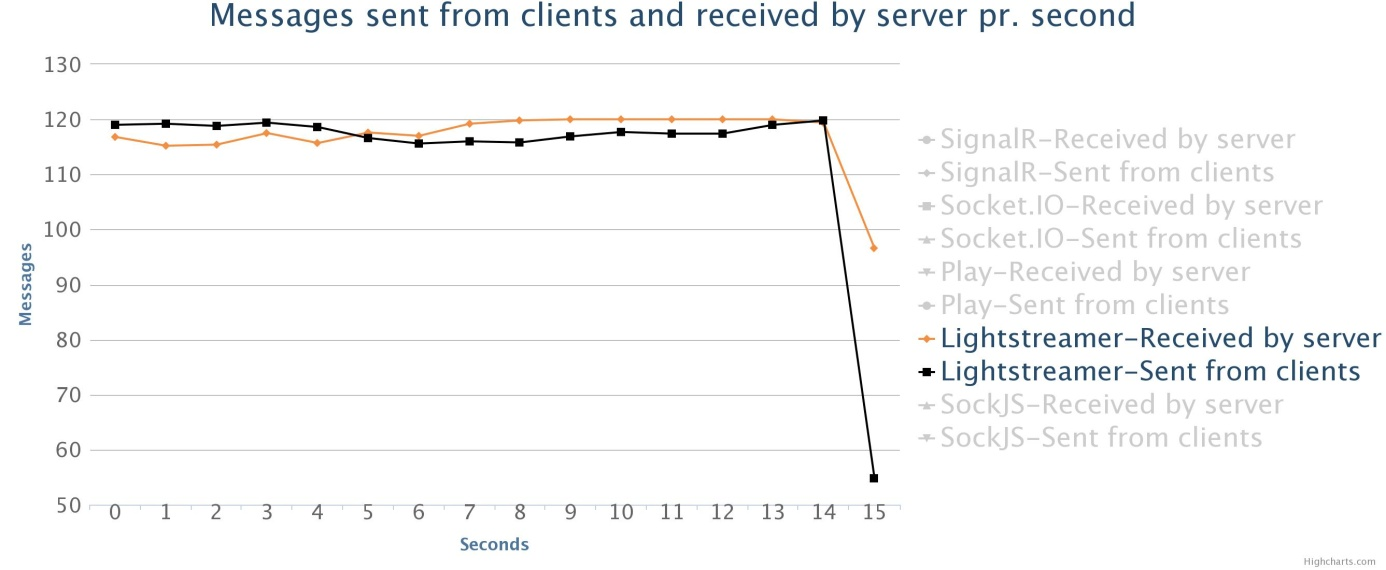 Messages sent from clients and received by server pr. second
130
120
110
100
90
80
70
60
50
Messages
0 1 2 3 4 5 6 7 8 9 10 11 12 13 14 15
Seconds
SignalR-Received by server
SignalR-Sent from clients
Socket.IO-Received by server
Socket.IO-Sent from clients
Play-Received by server
Play-Sent from clients
Lightstreamer-Received by server
Lightstreamer-Sent from clients
SockJS-Received by server
SockJS-Sent from clients
Highcharts.com